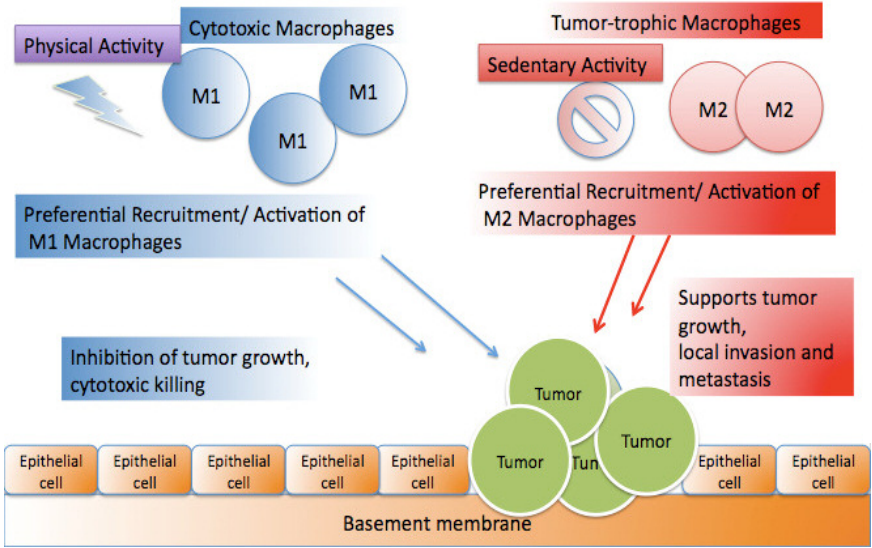 Physical Activity
Cytotoxic Macrophages
M1
M1
M1
Preferential Recruitment/ Activation of
M1 Macrophages
Inhibition of tumor growth,
cytotoxic killing
Tumor-trophic Macrophages
Sedentary Activity
M2
M2
Preferential Recruitment/ Activation of
M2 Macrophages
Supports tumor
growth,
local invasion and
metastasis
Tumor
Tumor
Tum
Tumor
Epithelial
cell
Epithelial
cell
Epithelial
cell
Epithelial
cell
Epithelial
cell
Epithelial
cell
Epithelial
cell
Basement membrane